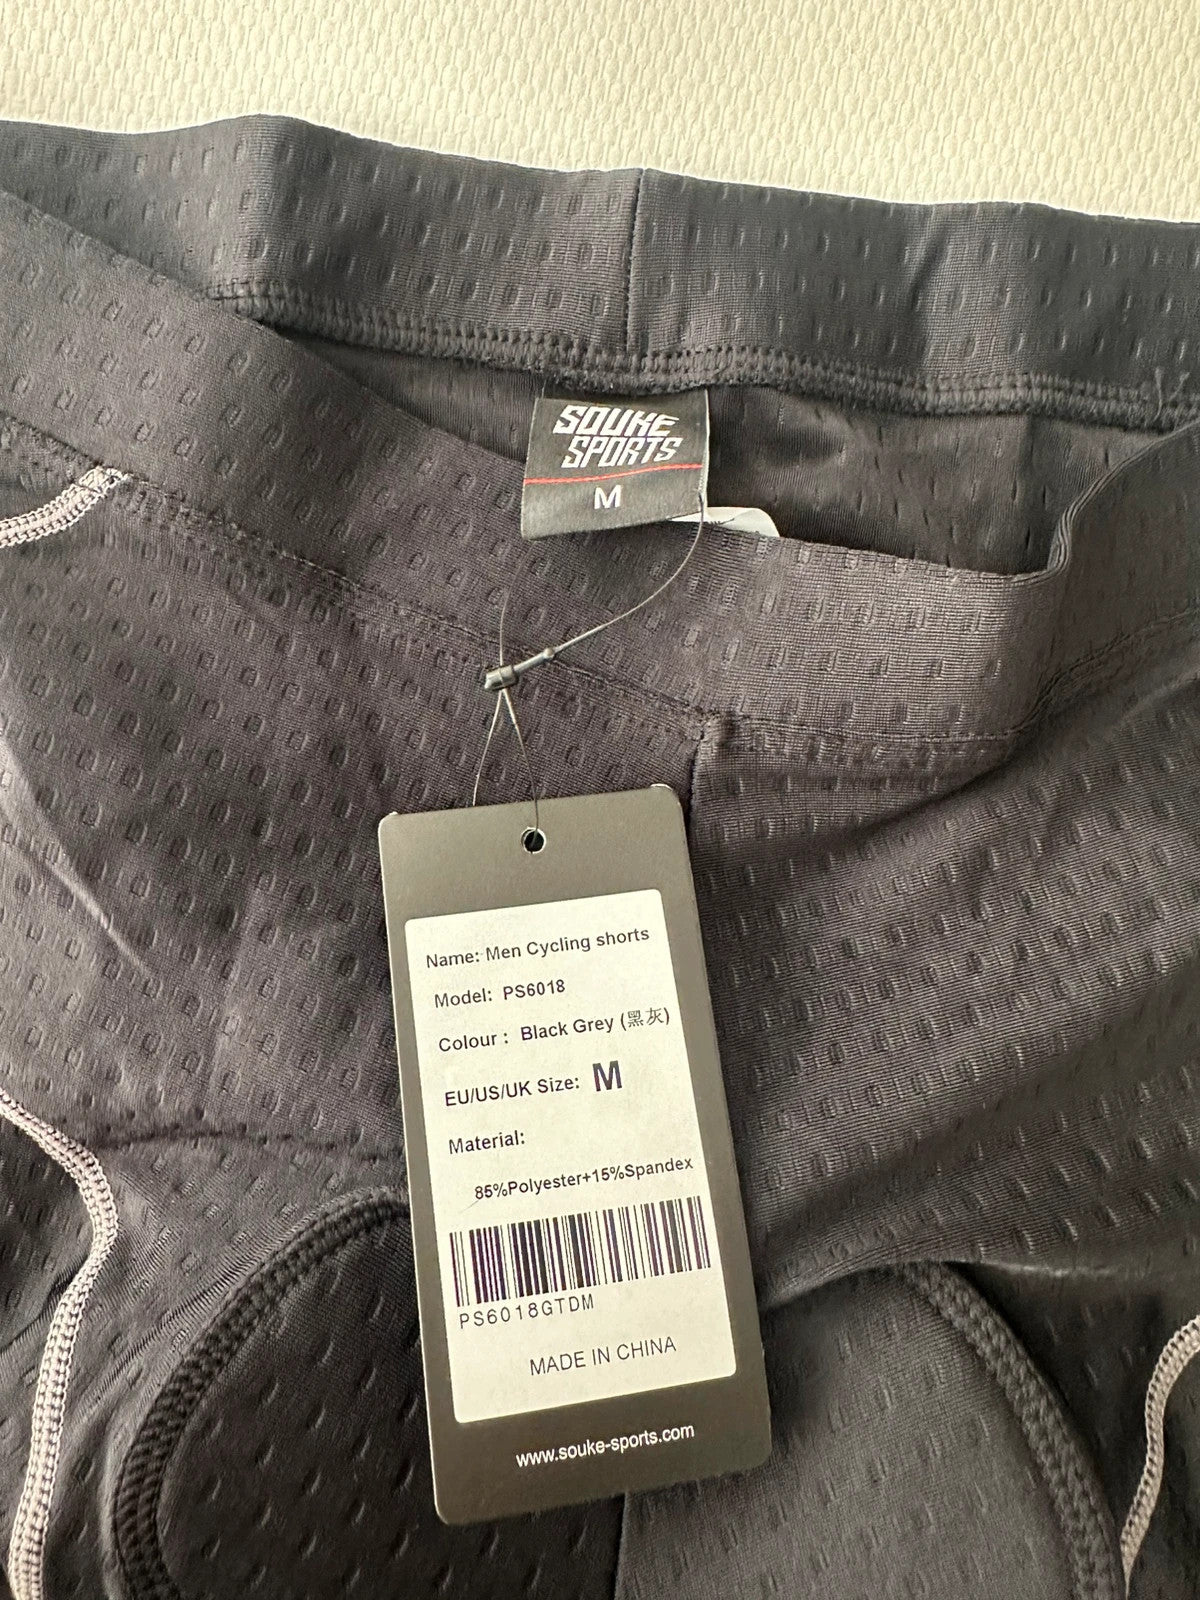 SOUKE
SPORTS
M
Name: Men Cycling shorts
Model: PS6018
Colour : Black Grey (黑灰)
EU/US/UK Size: M
Material:
85%Polyester+15%Spandex
PS6018GTDM
MADE IN CHINA
www.souke-sports.com